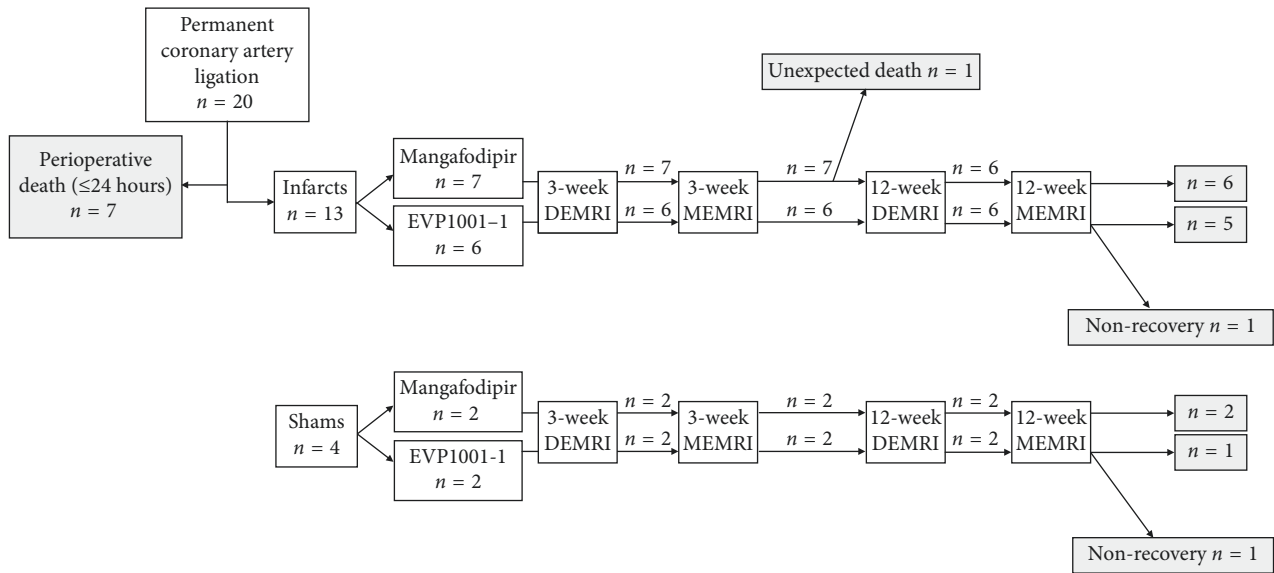 Permanent
coronary artery
ligation
n = 20
Perioperative
death (≤24 hours)
n = 7
Infarcts
n = 13
Mangafodipir
n = 7
EVP1001–1
n = 6
3-week
DEMRI
n = 7
n = 6
3-week
MEMRI
n = 7
n = 6
Unexpected death n = 1
12-week
DEMRI
n = 6
n = 6
12-week
MEMRI
n = 6
n = 5
Non-recovery n = 1
Shams
n = 4
Mangafodipir
n = 2
EVP1001-1
n = 2
3-week
DEMRI
n = 2
n = 2
3-week
MEMRI
n = 2
n = 2
12-week
DEMRI
n = 2
n = 2
12-week
MEMRI
n = 2
n = 1
Non-recovery n = 1